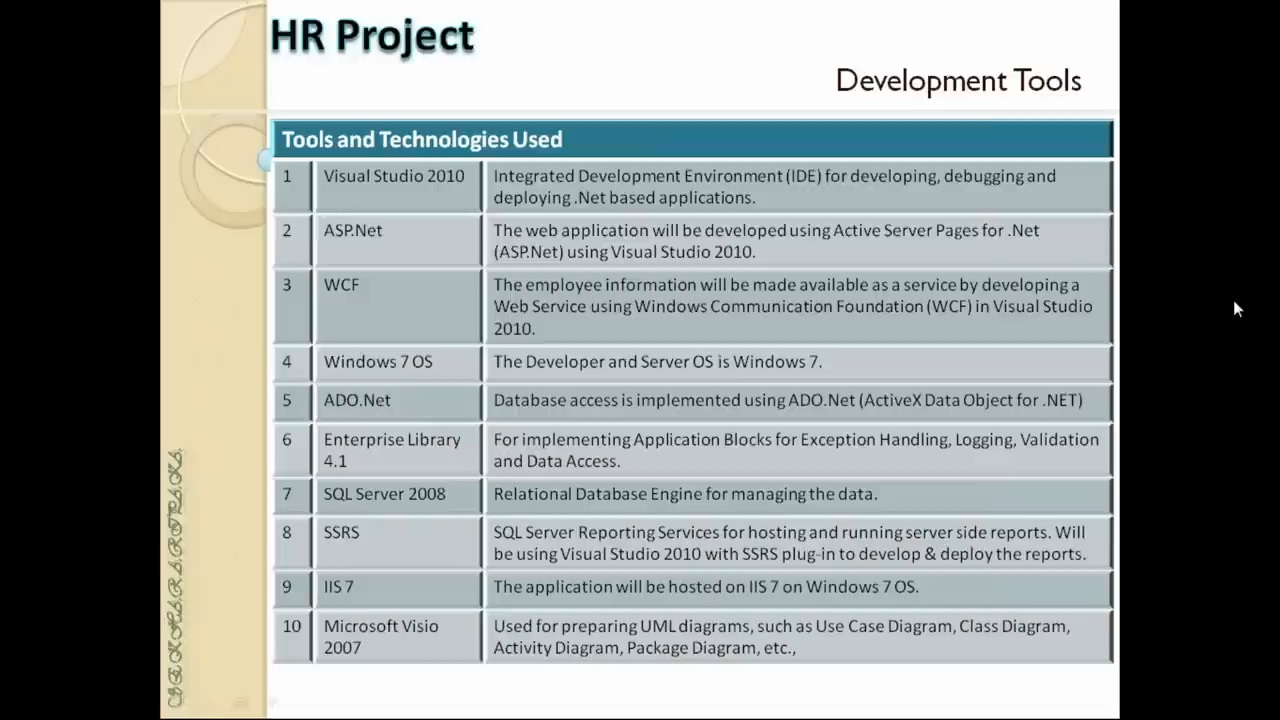 HR Project
Development Tools
Tools and Technologies Used
1 Visual Studio 2010 Integrated Development Environment (IDE) for developing, debugging and
deploying .Net based applications.
2 ASP.Net The web application will be developed using Active Server Pages for .Net
(ASP.Net) using Visual Studio 2010.
3 WCF The employee information will be made available as a service by developing a
Web Service using Windows Communication Foundation (WCF) in Visual Studio
2010.
4 Windows 7 OS The Developer and Server OS is Windows 7.
5 ADO.Net Database access is implemented using ADO.Net (ActiveX Data Object for .NET)
6 Enterprise Library For implementing Application Blocks for Exception Handling, Logging, Validation
4.1 and Data Access.
7 SQL Server 2008 Relational Database Engine for managing the data.
8 SSRS SQL Server Reporting Services for hosting and running server side reports. Will
be using Visual Studio 2010 with SSRS plug-in to develop & deploy the reports.
9 IIS 7 The application will be hosted on IIS 7 on Windows 7 OS.
10 Microsoft Visio Used for preparing UML diagrams, such as Use Case Diagram, Class Diagram,
2007 Activity Diagram, Package Diagram, etc.,